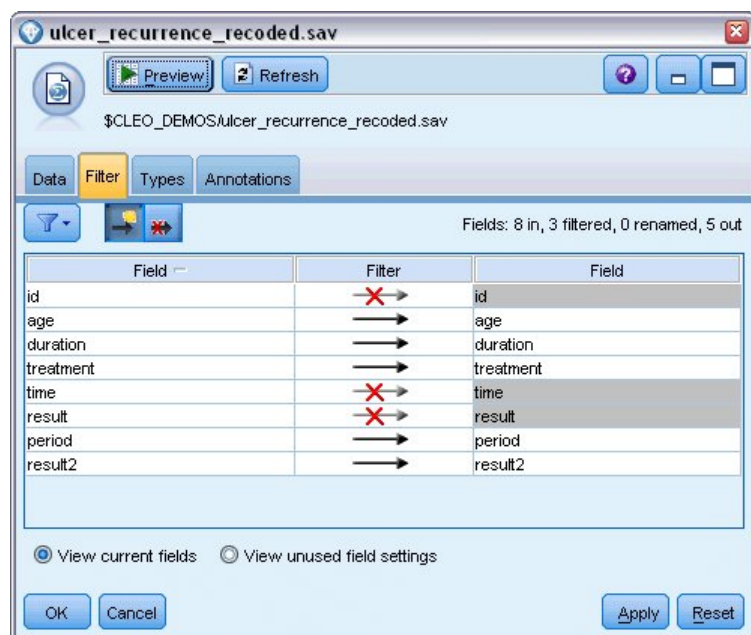 ulcer_recurrence_recoded.sav
Preview Refresh
$CLEO_DEMOS/ulcer_recurrence_recoded.sav
Data Filter Types Annotations
Fields: 8 in, 3 filtered, 0 renamed, 5 out
Field Filter Field
id id
age age
duration duration
treatment treatment
time time
result result
period period
result2 result2
View current fields View unused field settings
OK Cancel Apply Reset